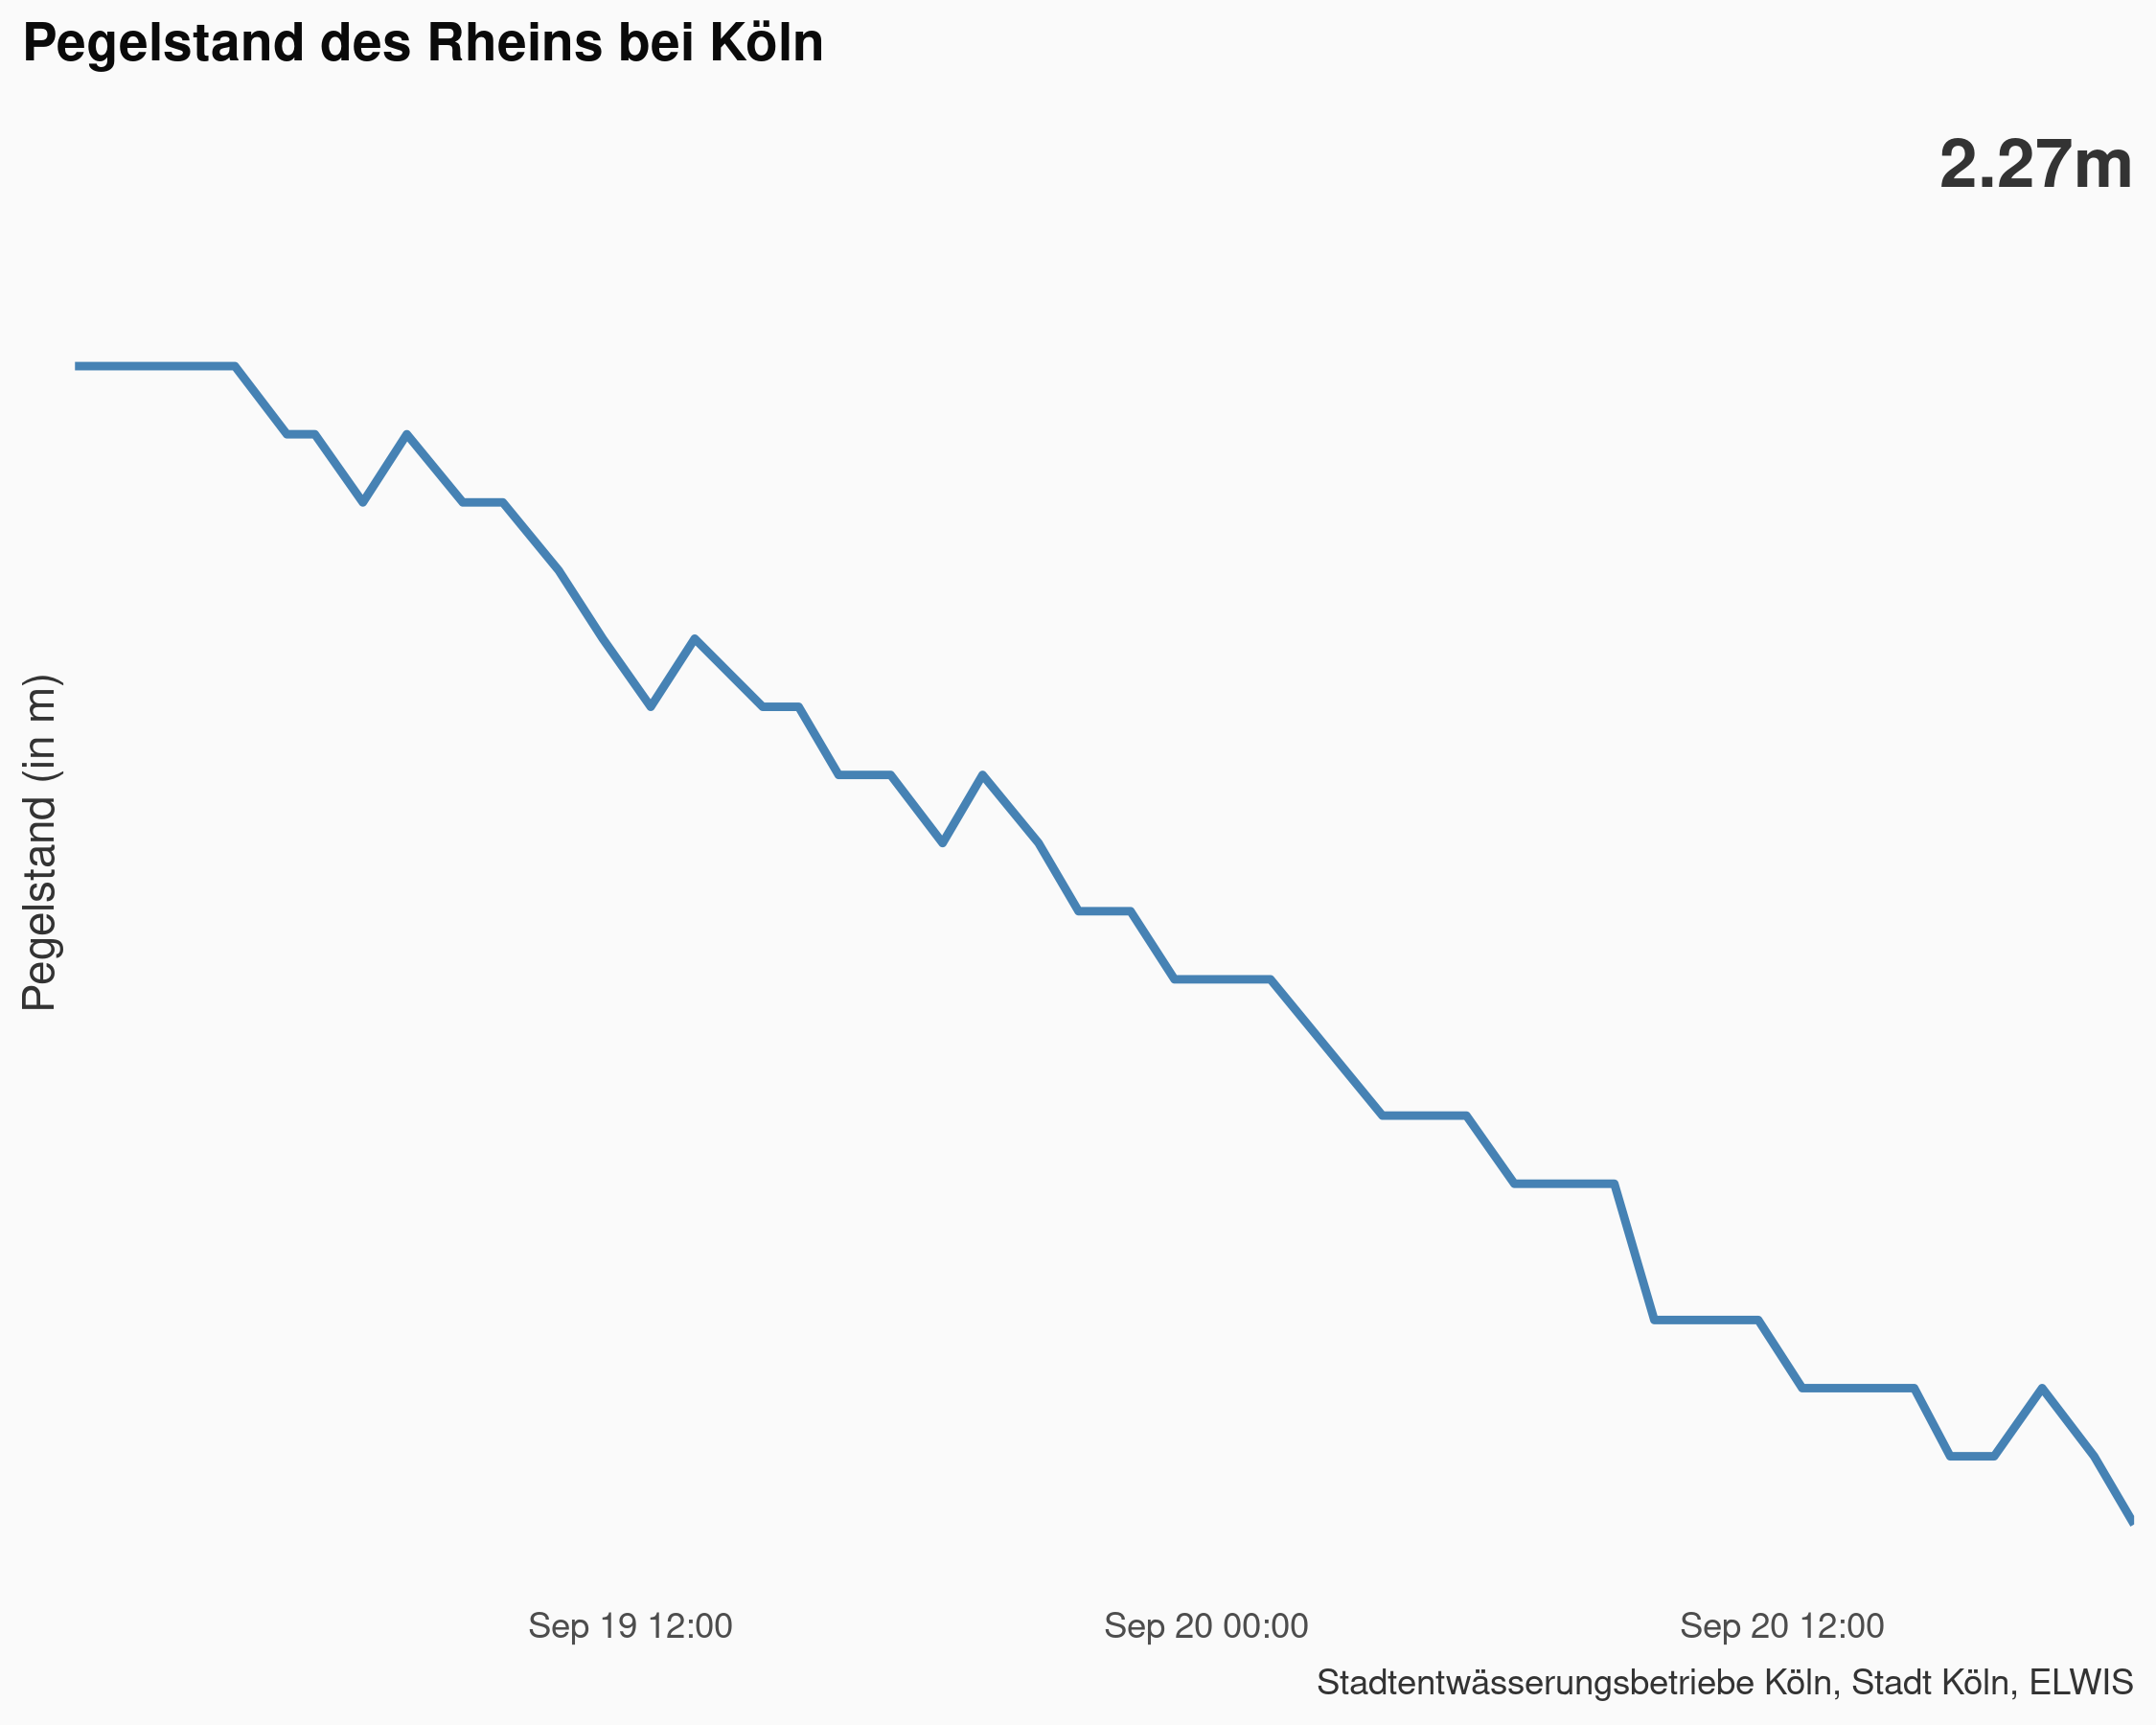 Pegelstand des Rheins bei Köln
2.27m
Pegelstand (in m)
Sep 19 12:00
Sep 20 00:00
Sep 20 12:00
Stadtentwässerungsbetriebe Köln, Stadt Köln, ELWIS